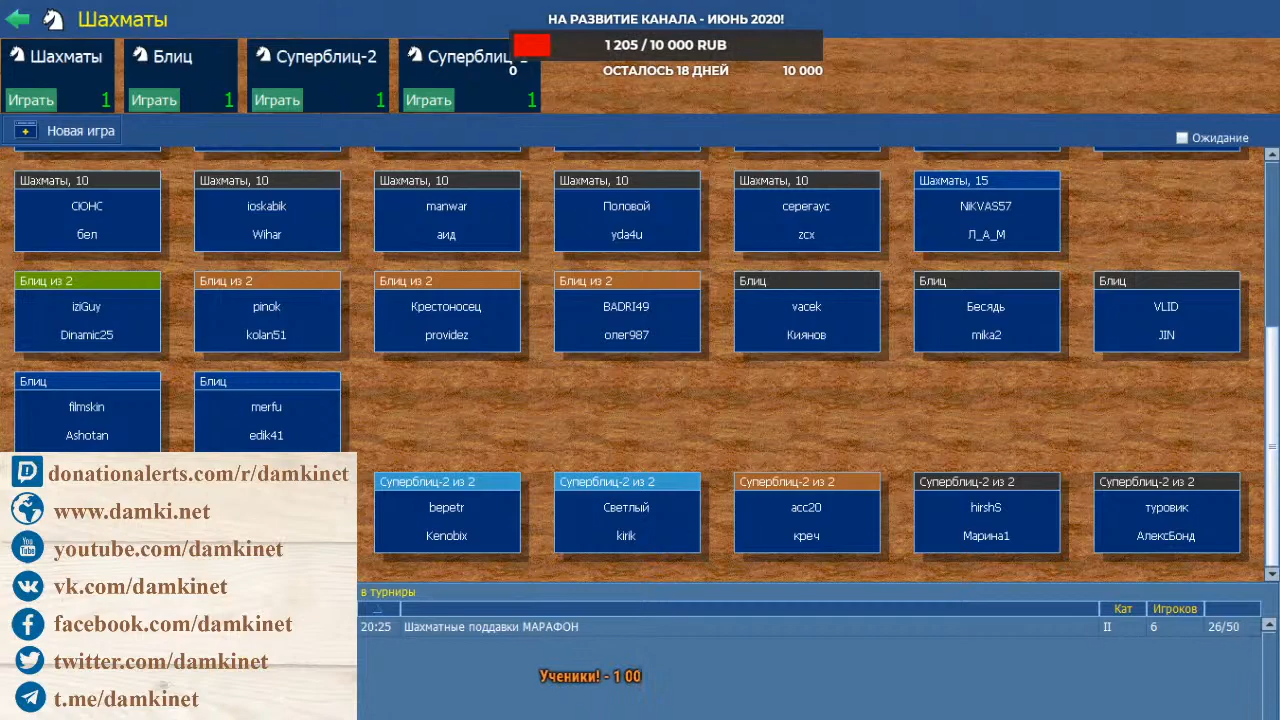 Шахматы
НА РАЗВИТИЕ КАНАЛА - ИЮНЬ 2020!
1 205 / 10 000 RUB
0 ОСТАЛОСЬ 18 ДНЕЙ 10 000
Шахматы Блиц Суперблиц-2 Суперблиц
Играть 1 Играть 1 Играть 1 Играть 1
Новая игра
Ожидание
Шахматы, 10 Шахматы, 10 Шахматы, 10 Шахматы, 10 Шахматы, 10 Шахматы, 15
СЮНС ioskabik manwar Половой серегаус NiKVAS57
бел Wihar аид yda4u zcx Л_А_М
Блиц из 2 Блиц из 2 Блиц из 2 Блиц из 2 Блиц Блиц Блиц
iziGuy pinok Крестоносец BADRI49 vacek Бесядь VLID
Dinamic25 kolan51 providez олег987 Киянов mika2 JIN
Блиц Блиц
filmskin merfu
Ashotan edik41
Суперблиц-2 из 2 Суперблиц-2 из 2 Суперблиц-2 из 2 Суперблиц-2 из 2 Суперблиц-2 из 2
bepetr Светлый acc20 hirshS туровик
Kenobix kirik креч Марина1 АлексБонд
donationalerts.com/r/damkinet
www.damki.net
youtube.com/damkinet
vk.com/damkinet
facebook.com/damkinet
twitter.com/damkinet
t.me/damkinet
в турниры
Кат Игроков
20:25 Шахматные поддавки МАРАФОН II 6 26/50
Ученики! - 1 00